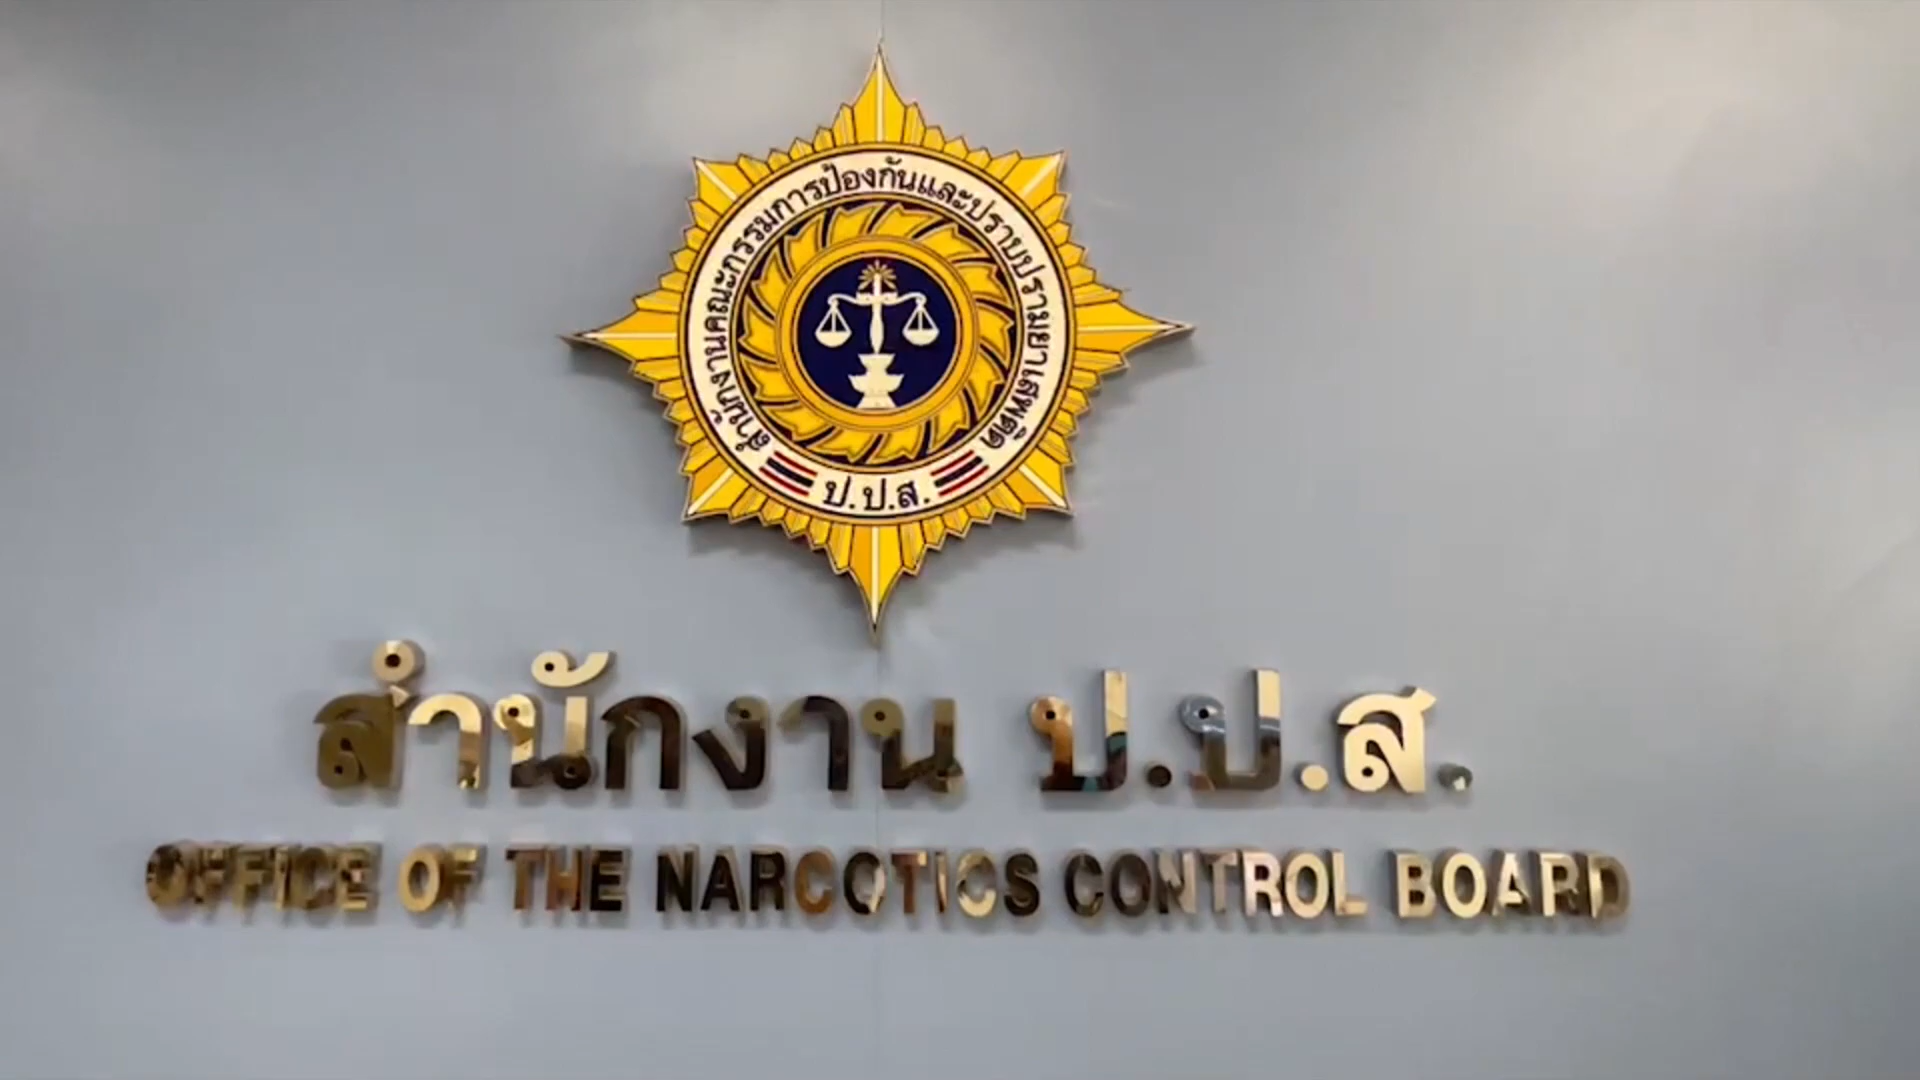 สำนักงานคณะกรรมการป้องกันและปราบปรามยาเสพติด
ป.ป.ส.
สำนักงาน ป.ป.ส.
OFFICE OF THE NARCOTICS CONTROL BOARD